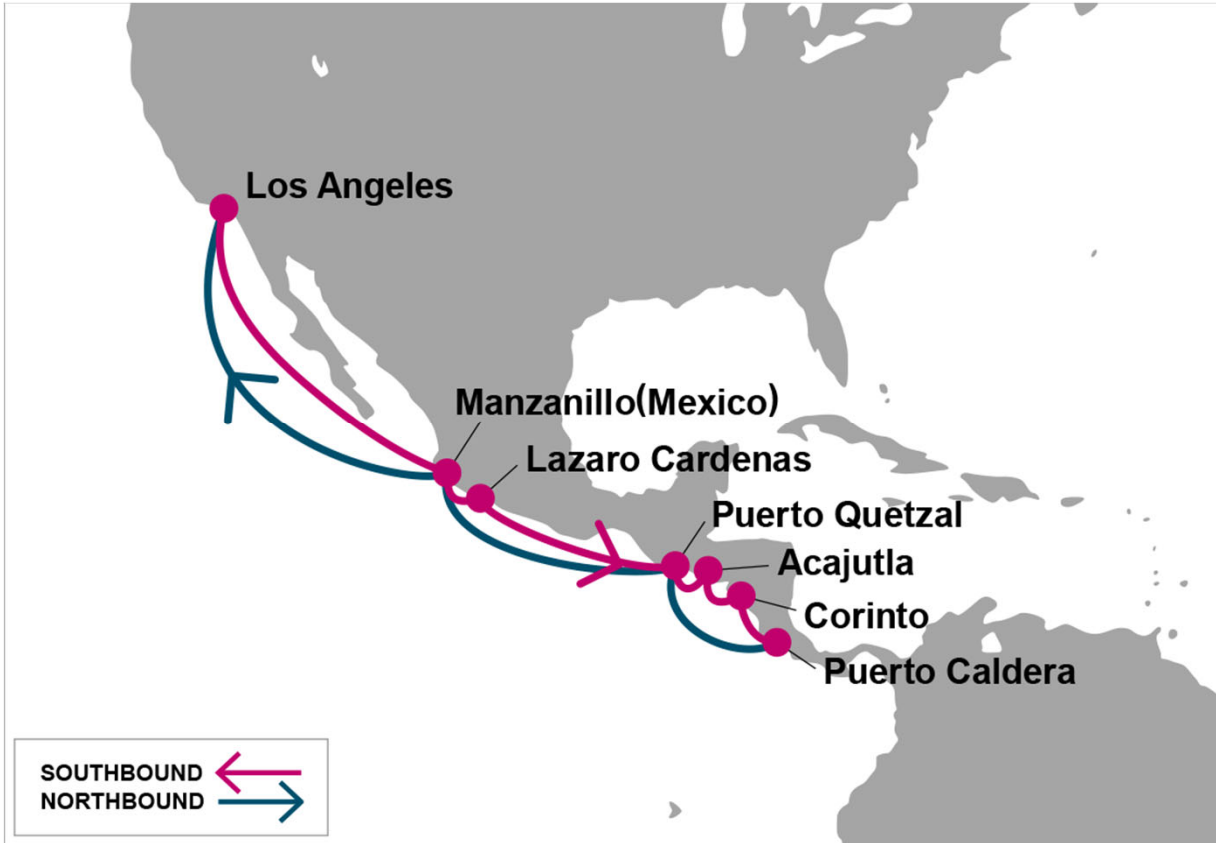 Los Angeles
Manzanillo(Mexico)
Lazaro Cardenas
Puerto Quetzal
Acajutla
Corinto
Puerto Caldera
SOUTHBOUND
NORTHBOUND